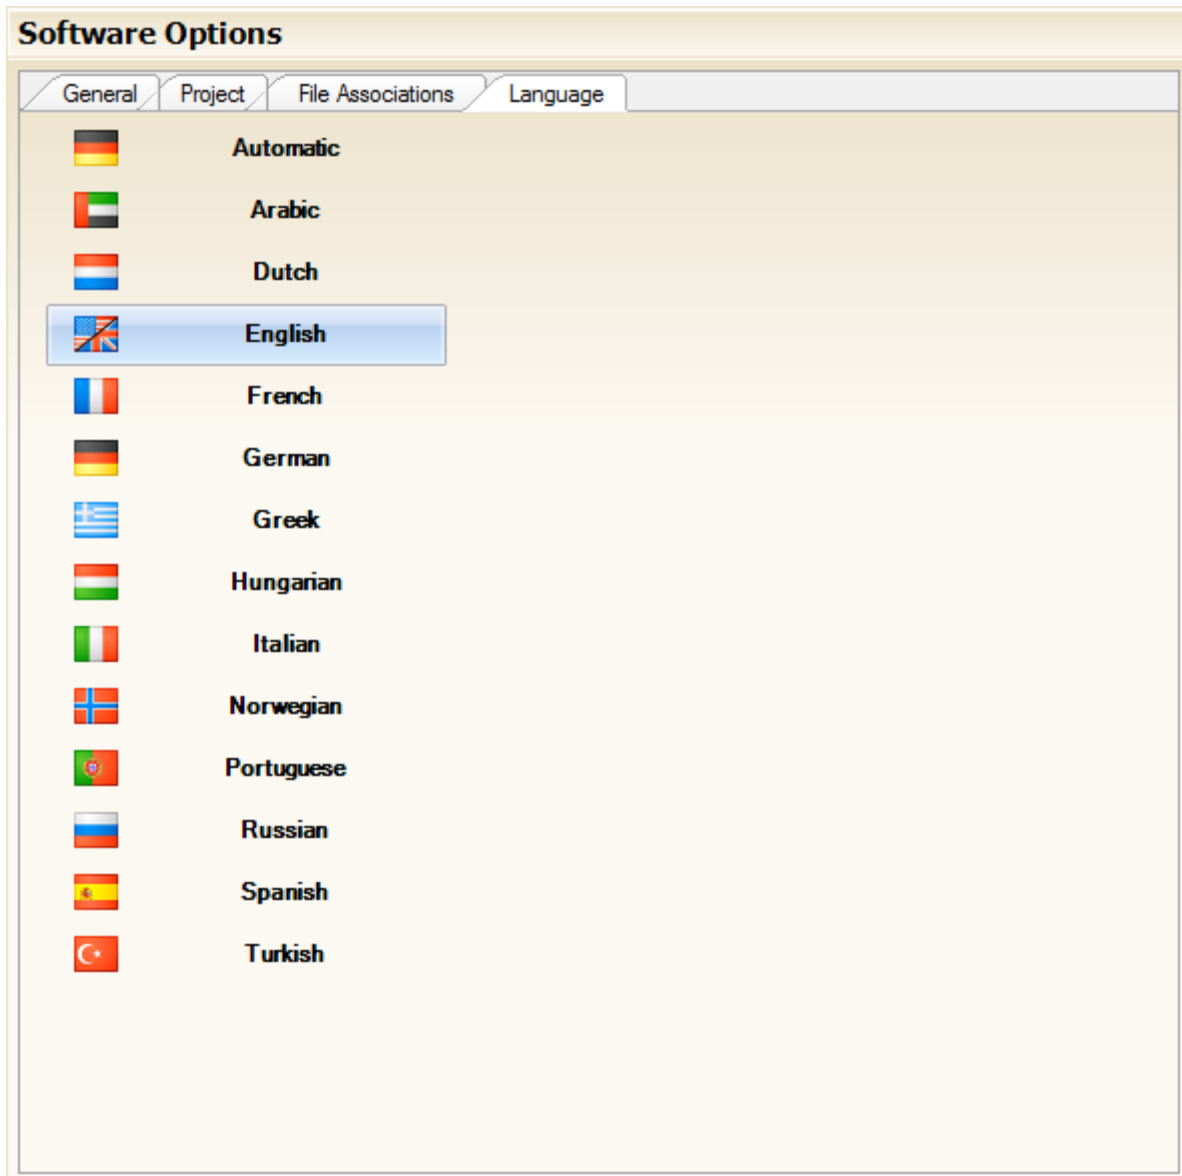 Software Options
General Project File Associations Language
Automatic
Arabic
Dutch
English
French
German
Greek
Hungarian
Italian
Norwegian
Portuguese
Russian
Spanish
Turkish